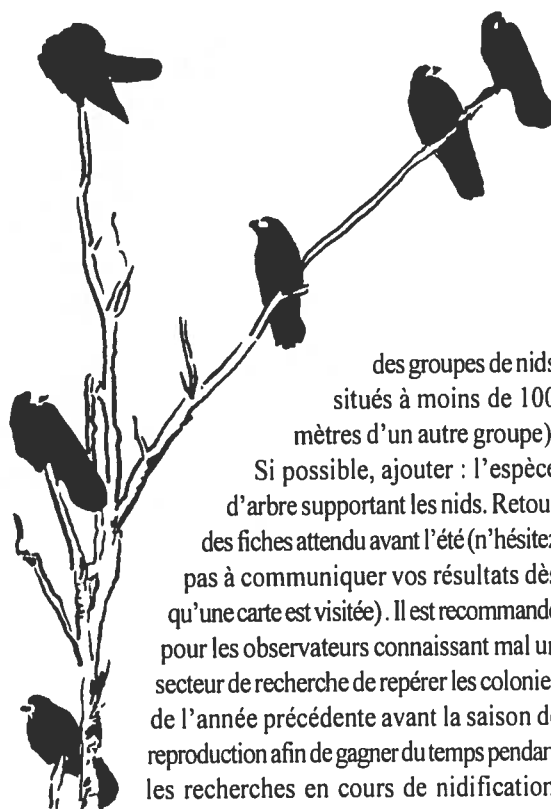 des groupes de nids
situés à moins de 100
mètres d'un autre groupe)
Si possible, ajouter : l'espèce
d'arbre supportant les nids. Retou
des fiches attendu avant l'été (n'hésitez
pas à communiquer vos résultats dès
qu'une carte est visitée). Il est recommandé
pour les observateurs connaissant mal un
secteur de recherche de repérer les colonie
de l'année précédente avant la saison de
reproduction afin de gagner du temps pendan
les recherches en cours de nidification